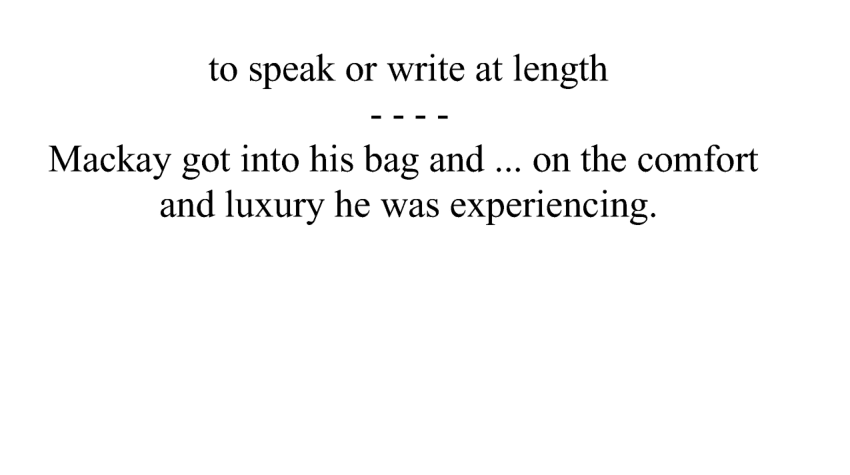 to speak or write at length
- - - -
Mackay got into his bag and ... on the comfort
and luxury he was experiencing.